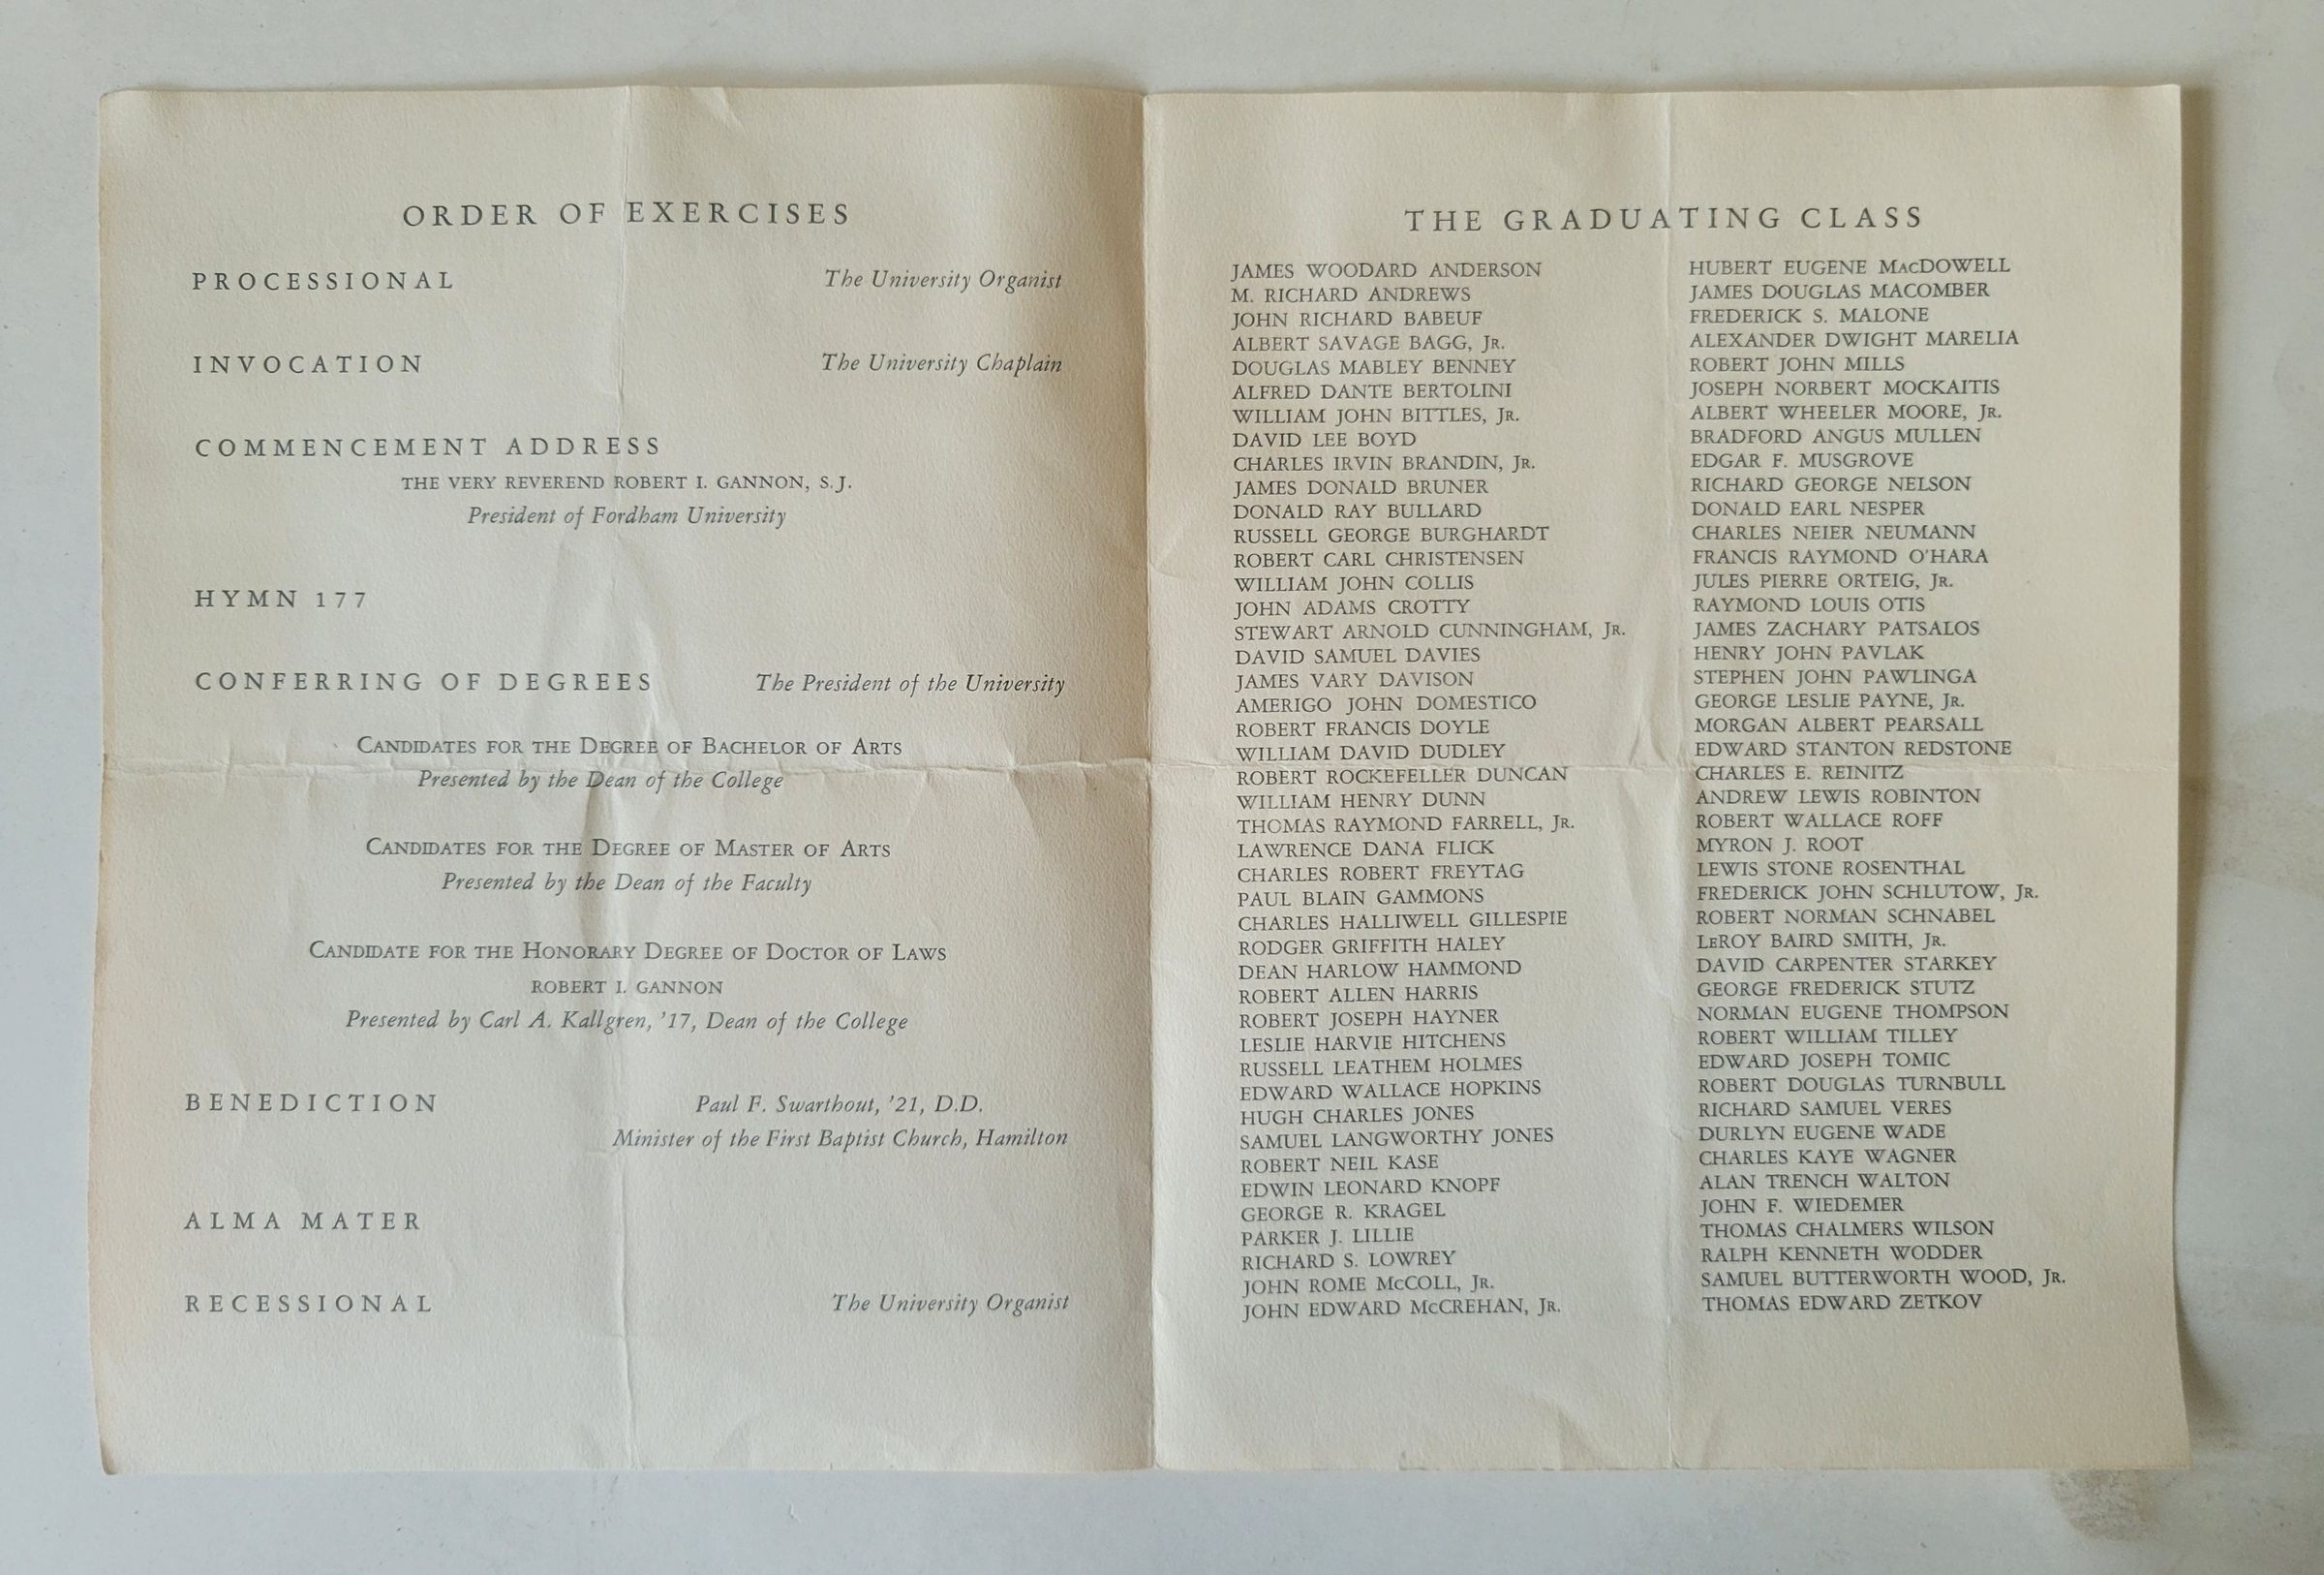 ORDER OF EXERCISES
PROCESSIONAL The University Organist
INVOCATION The University Chaplain
COMMENCEMENT ADDRESS
THE VERY REVEREND ROBERT I. GANNON, S.J.
President of Fordham University
HYMN 177
CONFERRING OF DEGREES The President of the University
CANDIDATES FOR THE DEGREE OF BACHELOR OF ARTS
Presented by the Dean of the College
CANDIDATES FOR THE DEGREE OF MASTER OF ARTS
Presented by the Dean of the Faculty
CANDIDATE FOR THE HONORARY DEGREE OF DOCTOR OF LAWS
ROBERT I. GANNON
Presented by Carl A. Kallgren, '17, Dean of the College
BENEDICTION Paul F. Swarthout, '21, D.D.
Minister of the First Baptist Church, Hamilton
ALMA MATER
RECESSIONAL The University Organist
THE GRADUATING CLASS
JAMES WOODARD ANDERSON
M. RICHARD ANDREWS
JOHN RICHARD BABEUF
ALBERT SAVAGE BAGG, JR.
DOUGLAS MABLEY BENNEY
ALFRED DANTE BERTOLINI
WILLIAM JOHN BITTLES, JR.
DAVID LEE BOYD
CHARLES IRVIN BRANDIN, JR.
JAMES DONALD BRUNER
DONALD RAY BULLARD
RUSSELL GEORGE BURGHARDT
ROBERT CARL CHRISTENSEN
WILLIAM JOHN COLLIS
JOHN ADAMS CROTTY
STEWART ARNOLD CUNNINGHAM, JR.
DAVID SAMUEL DAVIES
JAMES VARY DAVISON
AMERIGO JOHN DOMESTICO
ROBERT FRANCIS DOYLE
WILLIAM DAVID DUDLEY
ROBERT ROCKEFELLER DUNCAN
WILLIAM HENRY DUNN
THOMAS RAYMOND FARRELL, JR.
LAWRENCE DANA FLICK
CHARLES ROBERT FREYTAG
PAUL BLAIN GAMMONS
CHARLES HALLIWELL GILLESPIE
RODGER GRIFFITH HALEY
DEAN HARLOW HAMMOND
ROBERT ALLEN HARRIS
ROBERT JOSEPH HAYNER
LESLIE HARVIE HITCHENS
RUSSELL LEATHEM HOLMES
EDWARD WALLACE HOPKINS
HUGH CHARLES JONES
SAMUEL LANGWORTHY JONES
ROBERT NEIL KASE
EDWIN LEONARD KNOPF
GEORGE R. KRAGEL
PARKER J. LILLIE
RICHARD S. LOWREY
JOHN ROME McCOLL, JR.
JOHN EDWARD McCREHAN, JR.
HUBERT EUGENE MacDOWELL
JAMES DOUGLAS MACOMBER
FREDERICK S. MALONE
ALEXANDER DWIGHT MARELIA
ROBERT JOHN MILLS
JOSEPH NORBERT MOCKAITIS
ALBERT WHEELER MOORE, JR.
BRADFORD ANGUS MULLEN
EDGAR F. MUSGROVE
RICHARD GEORGE NELSON
DONALD EARL NESPER
CHARLES NEIER NEUMANN
FRANCIS RAYMOND O'HARA
JULES PIERRE ORTEIG, JR.
RAYMOND LOUIS OTIS
JAMES ZACHARY PATSALOS
HENRY JOHN PAVLAK
STEPHEN JOHN PAWLINGA
GEORGE LESLIE PAYNE, JR.
MORGAN ALBERT PEARSALL
EDWARD STANTON REDSTONE
CHARLES E. REINITZ
ANDREW LEWIS ROBINTON
ROBERT WALLACE ROFF
MYRON J. ROOT
LEWIS STONE ROSENTHAL
FREDERICK JOHN SCHLUTOW, JR.
ROBERT NORMAN SCHNABEL
LeROY BAIRD SMITH, JR.
DAVID CARPENTER STARKEY
GEORGE FREDERICK STUTZ
NORMAN EUGENE THOMPSON
ROBERT WILLIAM TILLEY
EDWARD JOSEPH TOMIC
ROBERT DOUGLAS TURNBULL
RICHARD SAMUEL VERES
DURLYN EUGENE WADE
CHARLES KAYE WAGNER
ALAN TRENCH WALTON
JOHN F. WIEDEMER
THOMAS CHALMERS WILSON
RALPH KENNETH WODDER
SAMUEL BUTTERWORTH WOOD, JR.
THOMAS EDWARD ZETKOV